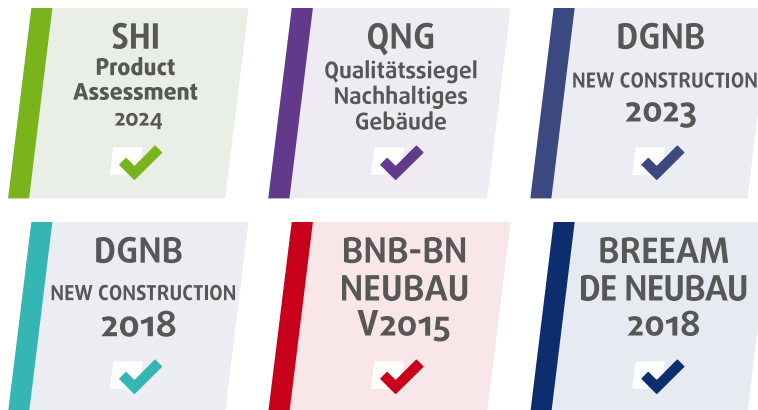 SHI
Product
Assessment
2024
QNG
Qualitätssiegel
Nachhaltiges
Gebäude
DGNB
NEW CONSTRUCTION
2023
DGNB
NEW CONSTRUCTION
2018
BNB-BN
NEUBAU
V2015
BREEAM
DE NEUBAU
2018